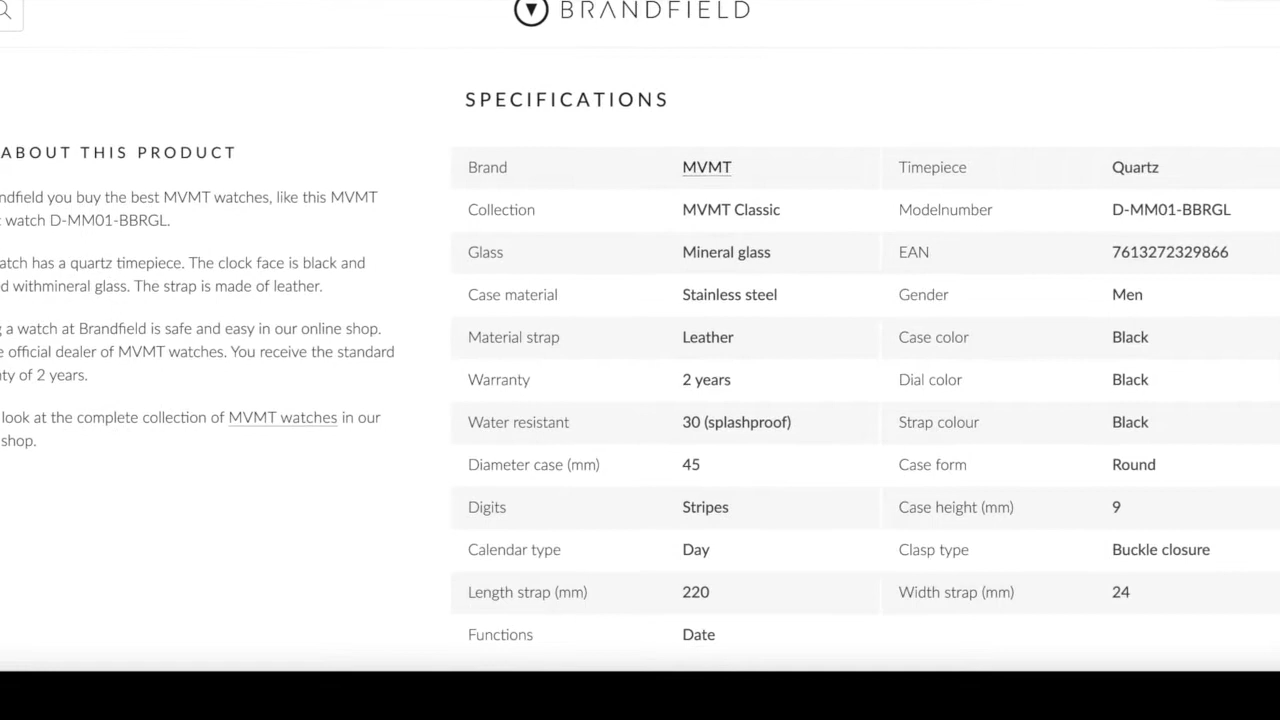 BRANDFIELD
SPECIFICATIONS
ABOUT THIS PRODUCT
you buy the best MVMT watches, like this MVMT
watch D-MM01-BBRGL.
has a quartz timepiece. The clock face is black and
withmineral glass. The strap is made of leather.
a watch at Brandfield is safe and easy in our online shop.
official dealer of MVMT watches. You receive the standard
of 2 years.
look at the complete collection of MVMT watches in our
shop.
Brand MVMT Timepiece Quartz
Collection MVMT Classic Modelnumber D-MM01-BBRGL
Glass Mineral glass EAN 7613272329866
Case material Stainless steel Gender Men
Material strap Leather Case color Black
Warranty 2 years Dial color Black
Water resistant 30 (splashproof) Strap colour Black
Diameter case (mm) 45 Case form Round
Digits Stripes Case height (mm) 9
Calendar type Day Clasp type Buckle closure
Length strap (mm) 220 Width strap (mm) 24
Functions Date